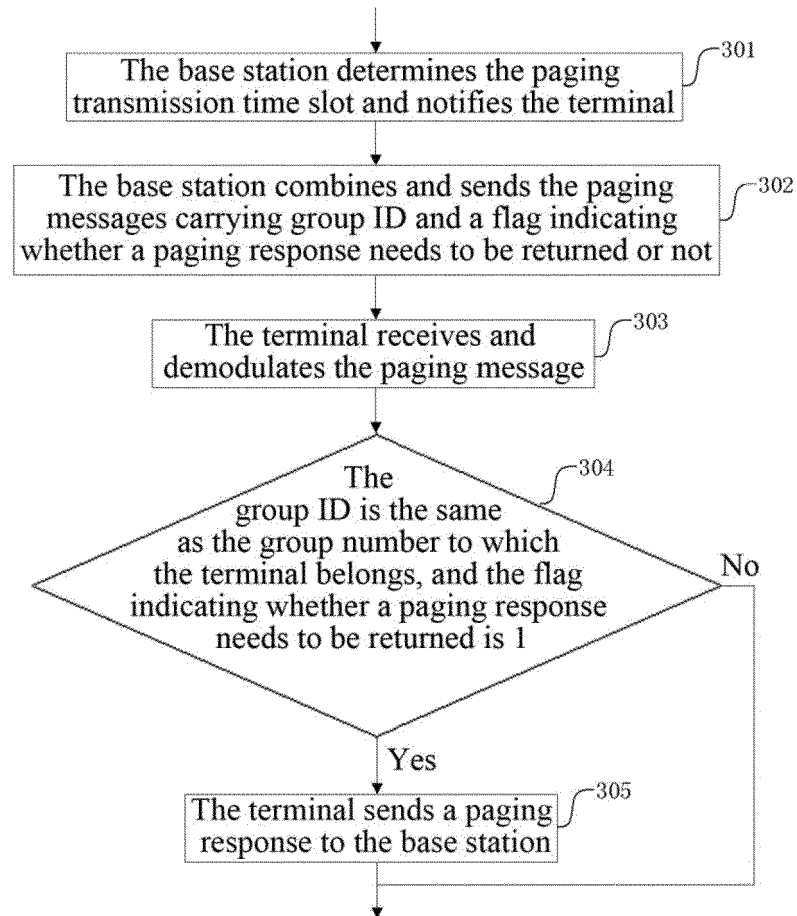 The base station determines the paging
transmission time slot and notifies the terminal
301
The base station combines and sends the paging
messages carrying group ID and a flag indicating
whether a paging response needs to be returned or not
302
The terminal receives and
demodulates the paging message
303
The
group ID is the same
as the group number to which
the terminal belongs, and the flag
indicating whether a paging response
needs to be returned is 1
304
No
Yes
The terminal sends a paging
response to the base station
305